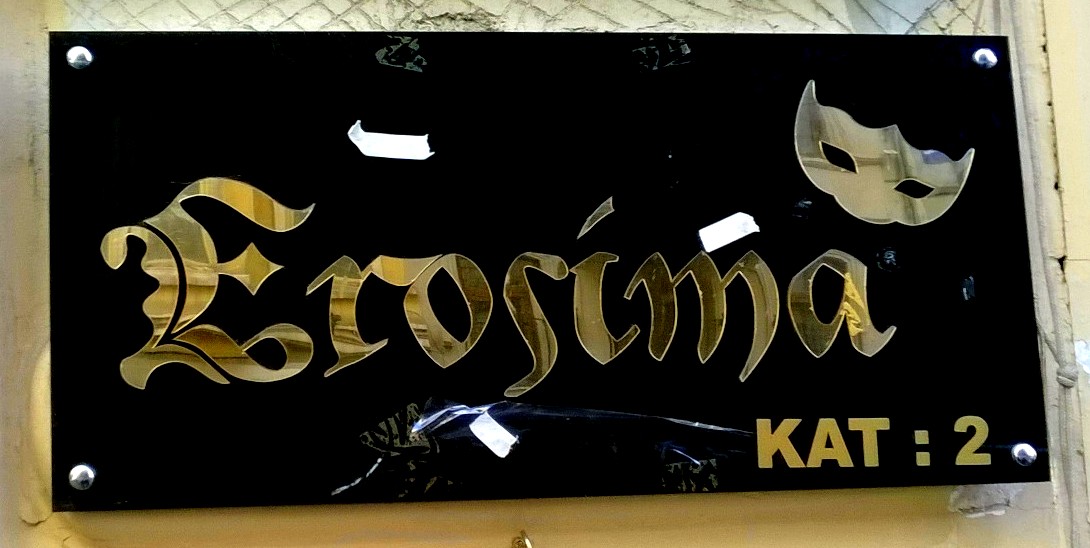 Erosima
KAT : 2